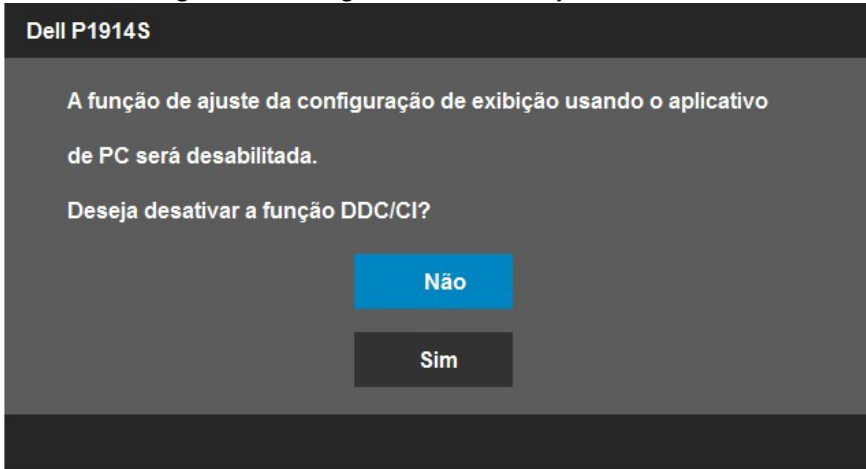 Dell P1914S
A função de ajuste da configuração de exibição usando o aplicativo
de PC será desabilitada.
Deseja desativar a função DDC/CI?
Não
Sim